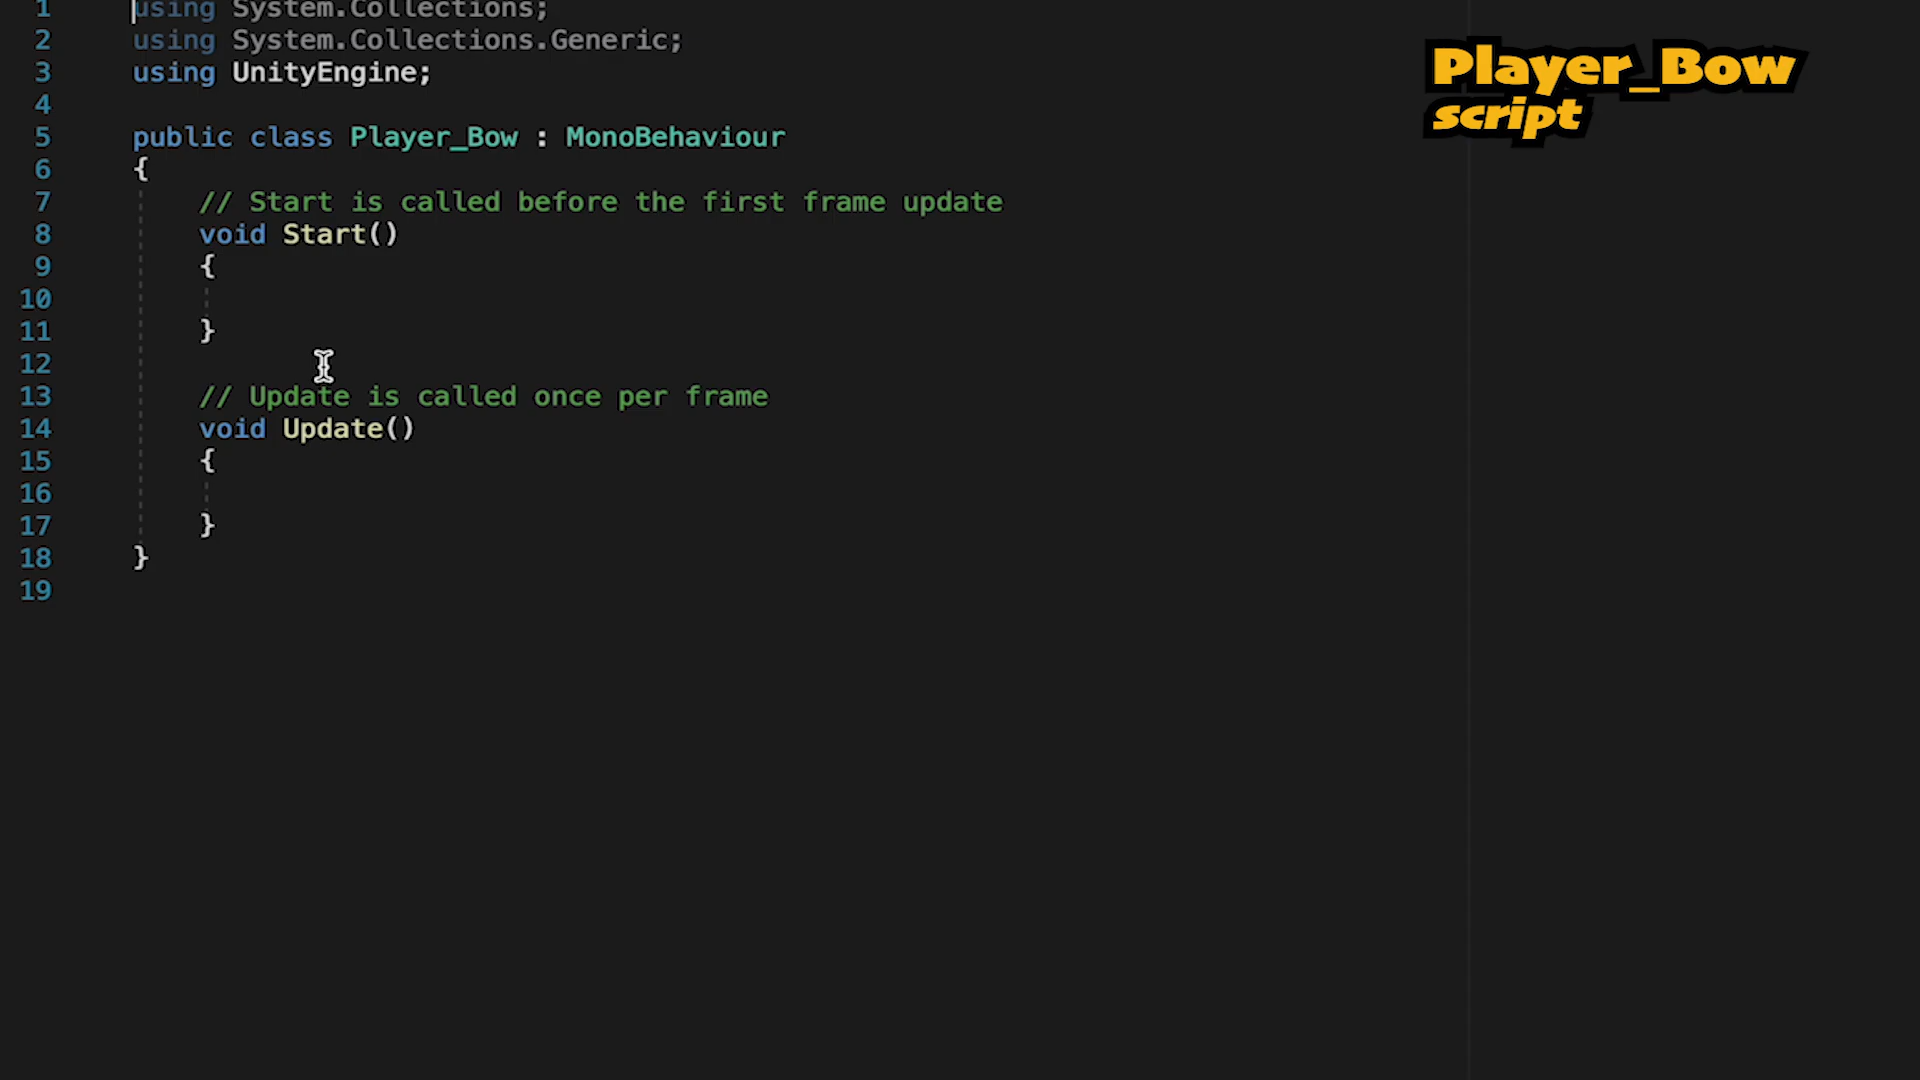 1 using System.Collections;
2 using System.Collections.Generic;
3 using UnityEngine;
4
5 public class Player_Bow : MonoBehaviour
6 {
7 // Start is called before the first frame update
8 void Start()
9 {
10
11 }
12
13 // Update is called once per frame
14 void Update()
15 {
16
17 }
18 }
19
Player_Bow
script